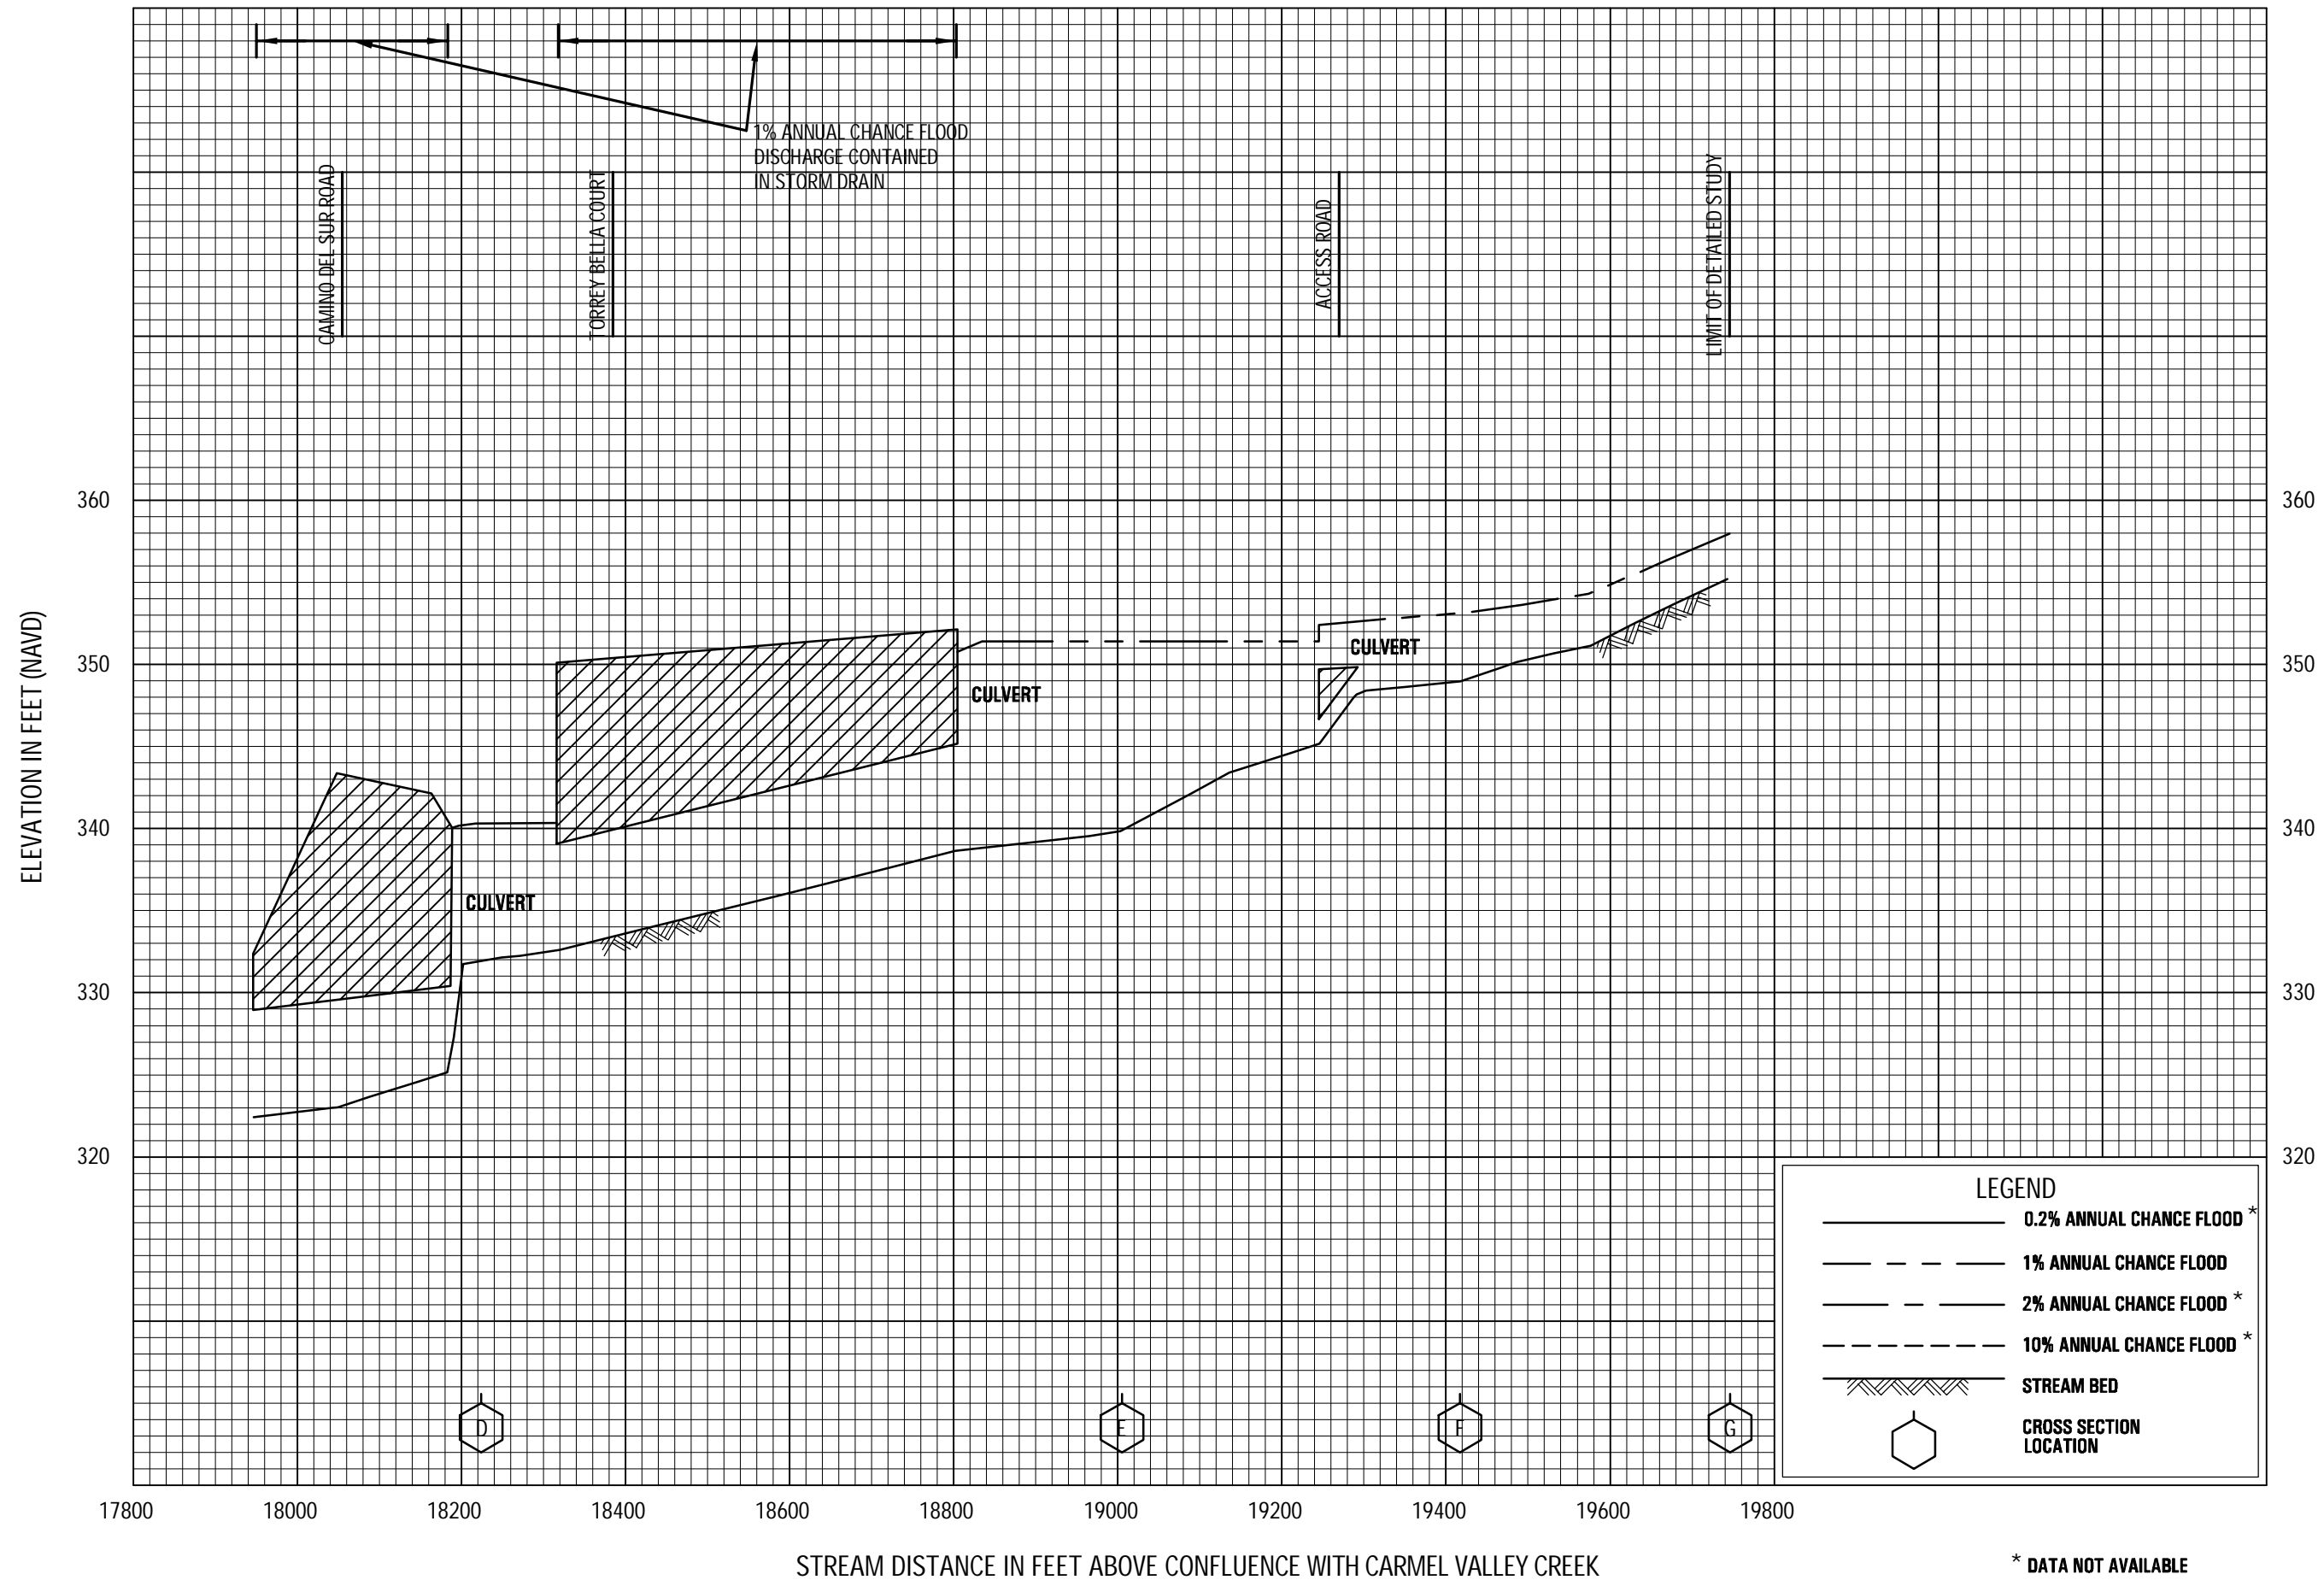 1% ANNUAL CHANCE FLOOD
DISCHARGE CONTAINED
IN STORM DRAIN
CAMINO DEL SUR ROAD
TORREY BELLA COURT
ACCESS ROAD
LIMIT OF DETAILED STUDY
ELEVATION IN FEET (NAVD)
360
360
350
350
340
340
330
330
320
320
CULVERT
CULVERT
CULVERT
LEGEND
0.2% ANNUAL CHANCE FLOOD *
1% ANNUAL CHANCE FLOOD
2% ANNUAL CHANCE FLOOD *
10% ANNUAL CHANCE FLOOD *
STREAM BED
CROSS SECTION
LOCATION
D
E
F
G
17800 18000 18200 18400 18600 18800 19000 19200 19400 19600 19800
STREAM DISTANCE IN FEET ABOVE CONFLUENCE WITH CARMEL VALLEY CREEK
* DATA NOT AVAILABLE